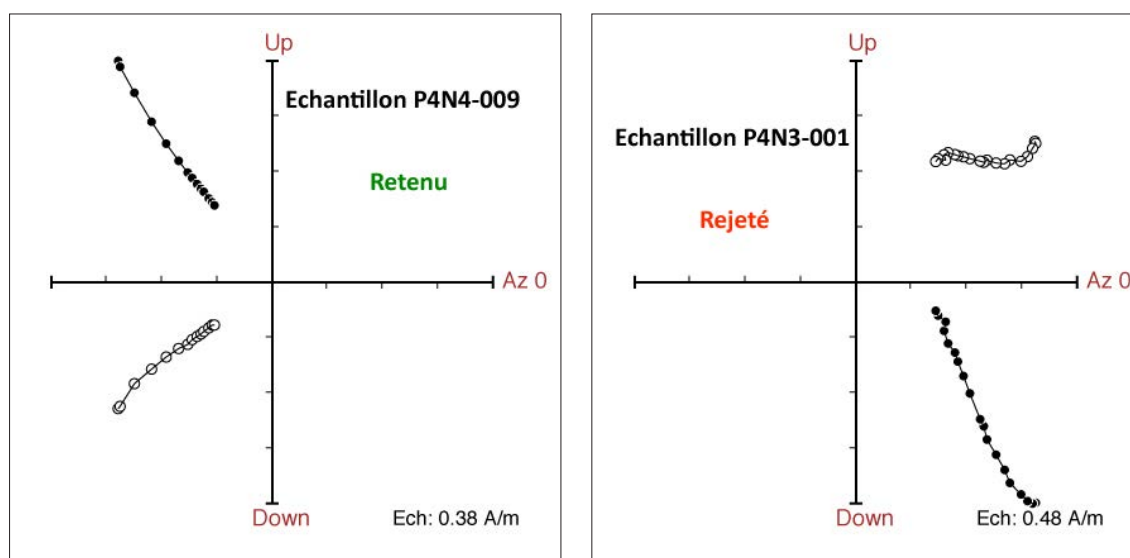 Up
Echantillon P4N4-009
Retenu
Az 0
Down
Ech: 0.38 A/m
Up
Echantillon P4N3-001
Rejeté
Az 0
Down
Ech: 0.48 A/m